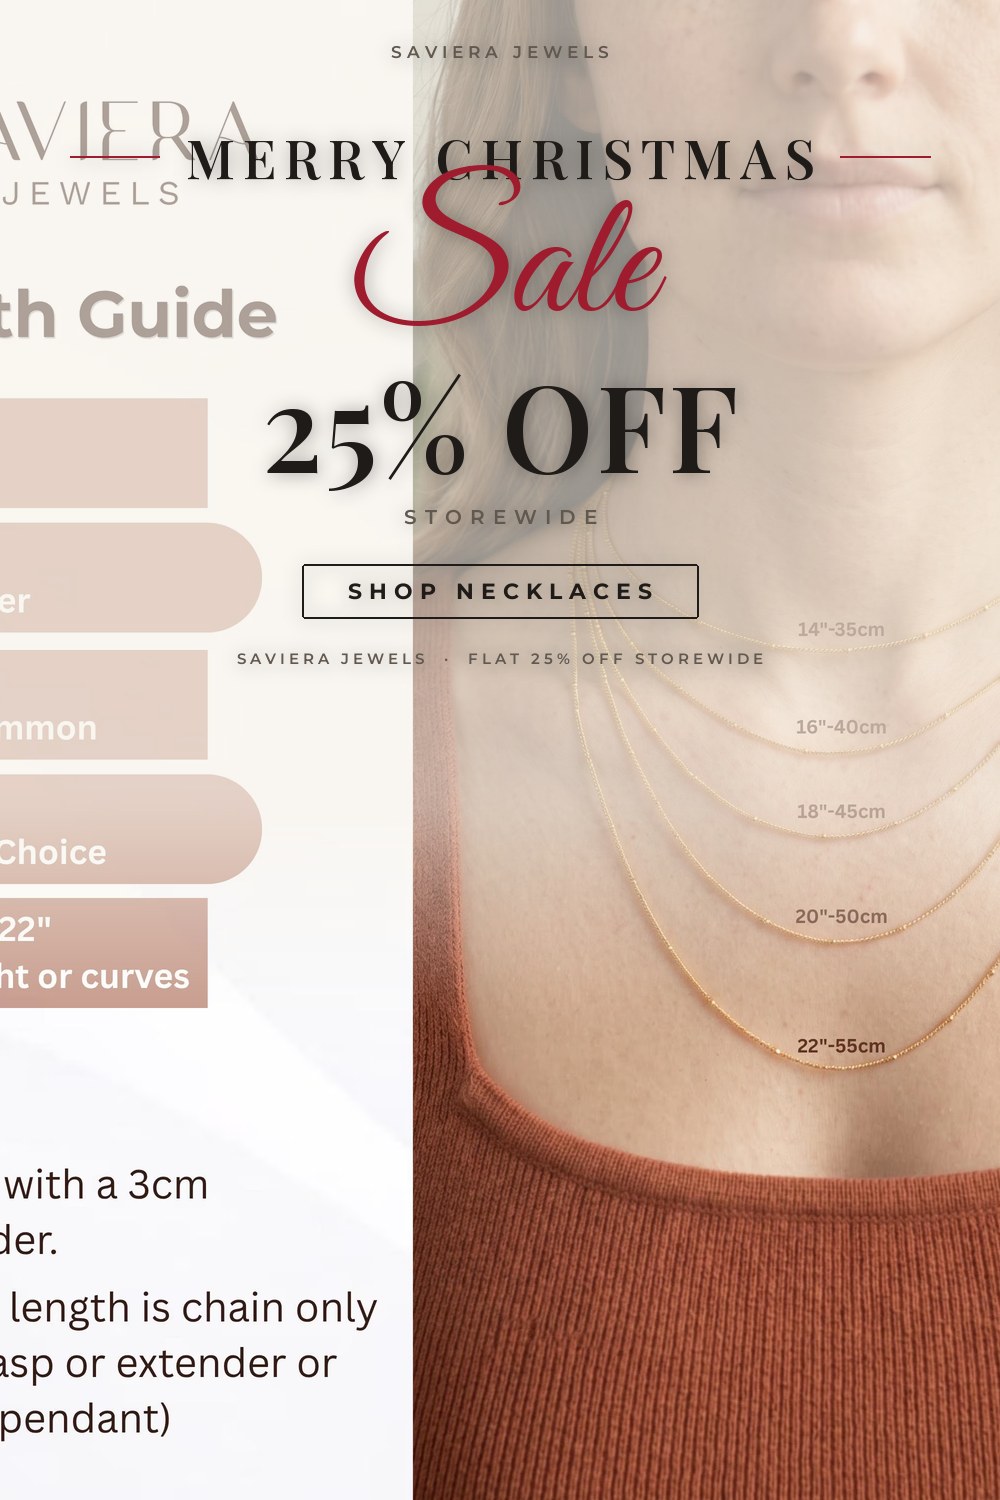 SAVIERA JEWELS
AVIERA
JEWELS
MERRY CHRISTMAS
Sale
th Guide
25% OFF
STOREWIDE
SHOP NECKLACES
SAVIERA JEWELS · FLAT 25% OFF STOREWIDE
er
mmon
Choice
22"
ht or curves
14"-35cm
16"-40cm
18"-45cm
20"-50cm
22"-55cm
with a 3cm
der.
length is chain only
asp or extender or
pendant)